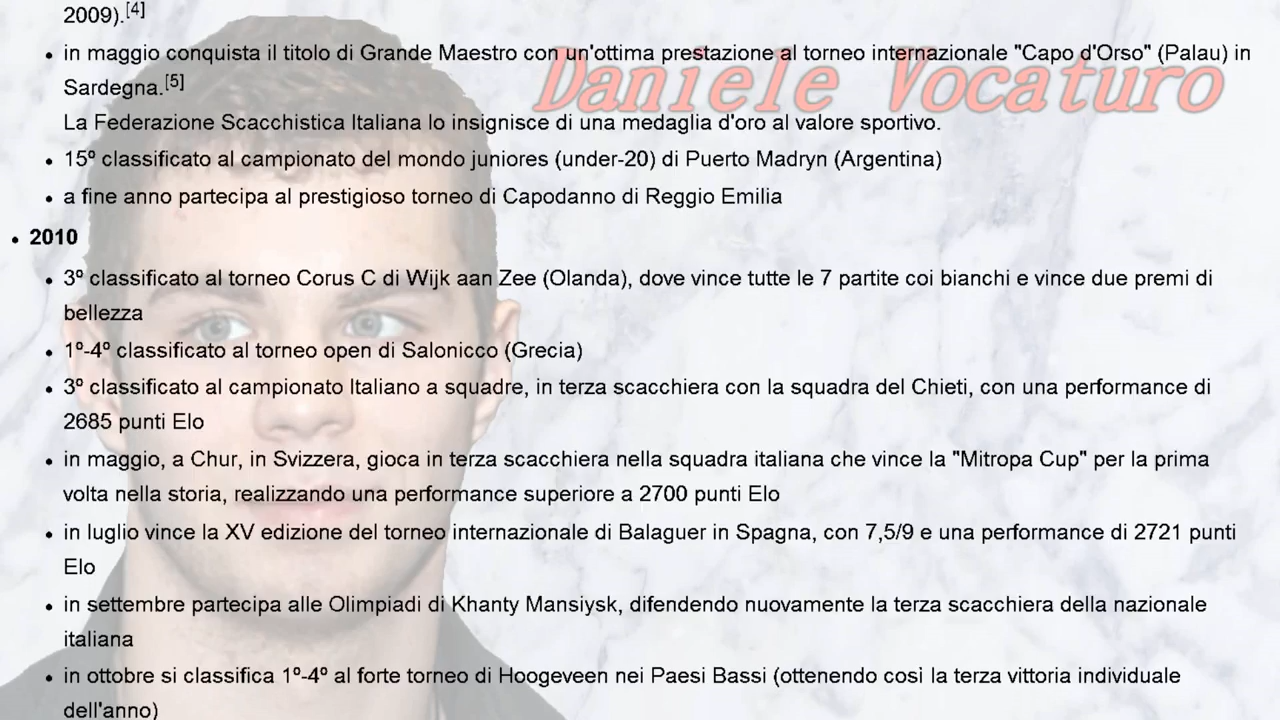 2009).[4]
• in maggio conquista il titolo di Grande Maestro con un'ottima prestazione al torneo internazionale "Capo d'Orso" (Palau) in
Sardegna.[5]
Daniele Vocaturo
La Federazione Scacchistica Italiana lo insignisce di una medaglia d'oro al valore sportivo.
• 15º classificato al campionato del mondo juniores (under-20) di Puerto Madryn (Argentina)
• a fine anno partecipa al prestigioso torneo di Capodanno di Reggio Emilia
• 2010
• 3º classificato al torneo Corus C di Wijk aan Zee (Olanda), dove vince tutte le 7 partite coi bianchi e vince due premi di
bellezza
• 1º-4º classificato al torneo open di Salonicco (Grecia)
• 3º classificato al campionato Italiano a squadre, in terza scacchiera con la squadra del Chieti, con una performance di
2685 punti Elo
• in maggio, a Chur, in Svizzera, gioca in terza scacchiera nella squadra italiana che vince la "Mitropa Cup" per la prima
volta nella storia, realizzando una performance superiore a 2700 punti Elo
• in luglio vince la XV edizione del torneo internazionale di Balaguer in Spagna, con 7,5/9 e una performance di 2721 punti
Elo
• in settembre partecipa alle Olimpiadi di Khanty Mansiysk, difendendo nuovamente la terza scacchiera della nazionale
italiana
• in ottobre si classifica 1º-4º al forte torneo di Hoogeveen nei Paesi Bassi (ottenendo cosi la terza vittoria individuale
dell'anno)